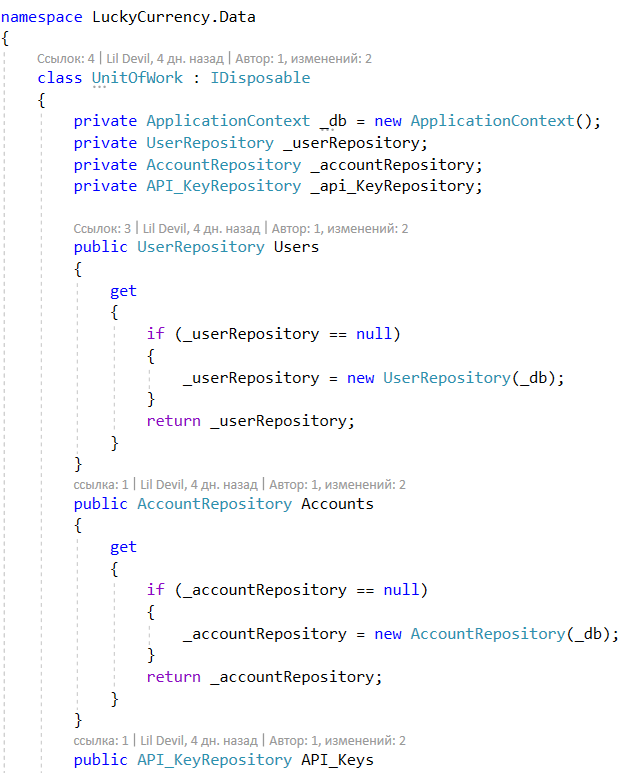 namespace LuckyCurrency.Data
{
Ссылок: 4 | Lil Devil, 4 дн. назад | Автор: 1, изменений: 2
class UnitOfWork : IDisposable
{
private ApplicationContext _db = new ApplicationContext();
private UserRepository _userRepository;
private AccountRepository _accountRepository;
private API_KeyRepository _api_KeyRepository;
Ссылок: 3 | Lil Devil, 4 дн. назад | Автор: 1, изменений: 2
public UserRepository Users
{
get
{
if (_userRepository == null)
{
_userRepository = new UserRepository(_db);
}
return _userRepository;
}
}
ссылка: 1 | Lil Devil, 4 дн. назад | Автор: 1, изменений: 2
public AccountRepository Accounts
{
get
{
if (_accountRepository == null)
{
_accountRepository = new AccountRepository(_db);
}
return _accountRepository;
}
}
ссылка: 1 | Lil Devil, 4 дн. назад | Автор: 1, изменений: 2
public API_KeyRepository API_Keys